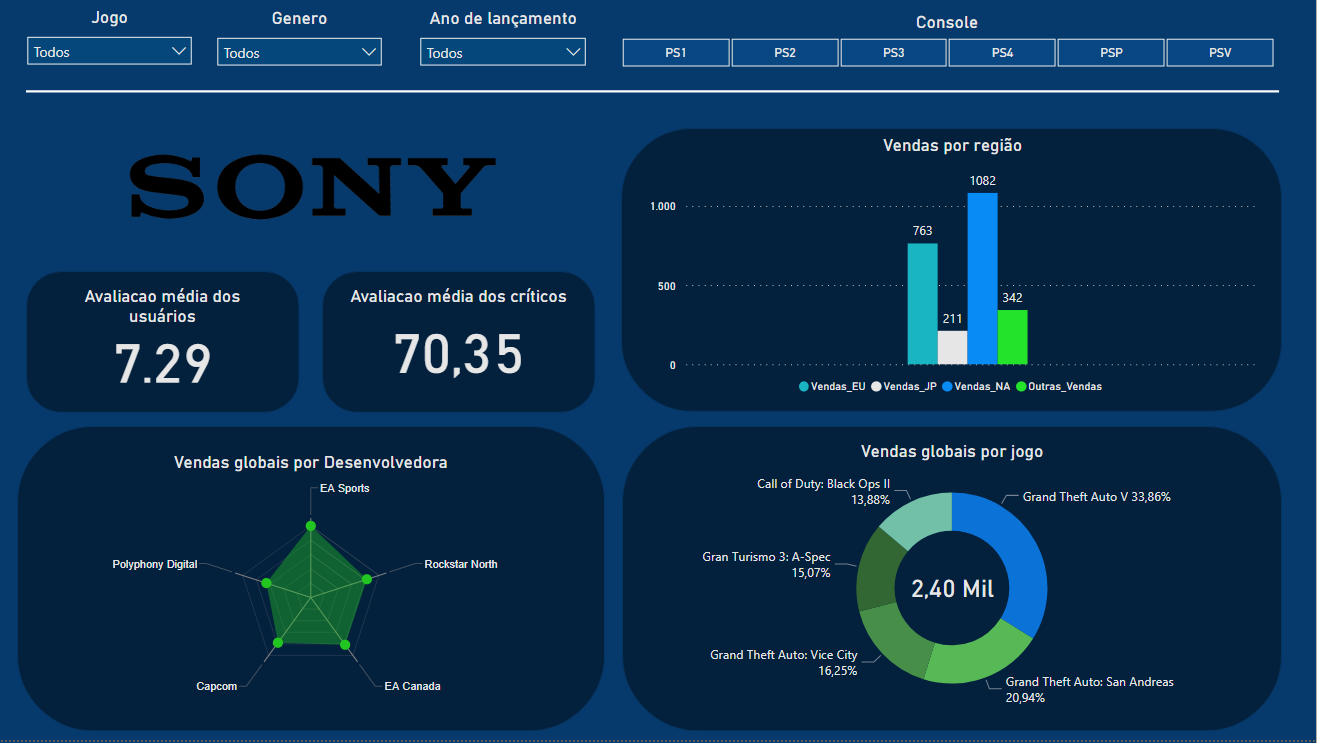 Jogo
Todos
Genero
Todos
Ano de lançamento
Todos
Console
PS1
PS2
PS3
PS4
PSP
PSV
SONY
Avaliacao média dos
usuários
7.29
Avaliacao média dos críticos
70,35
Vendas por região
1.000
500
0
763
211
1082
342
Vendas_EU
Vendas_JP
Vendas_NA
Outras_Vendas
Vendas globais por Desenvolvedora
EA Sports
Rockstar North
EA Canada
Capcom
Polyphony Digital
Vendas globais por jogo
Call of Duty: Black Ops II
13,88%
Grand Theft Auto V 33,86%
Gran Turismo 3: A-Spec
15,07%
2,40 Mil
Grand Theft Auto: Vice City
16,25%
Grand Theft Auto: San Andreas
20,94%